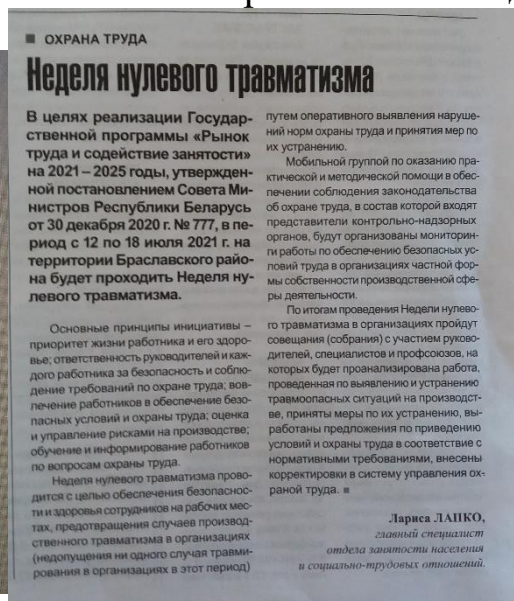 ■ ОХРАНА ТРУДА
Неделя нулевого травматизма
В целях реализации Государ-
ственной программы «Рынок
труда и содействие занятости»
на 2021 – 2025 годы, утвержден-
ной постановлением Совета Ми-
нистров Республики Беларусь
от 30 декабря 2020 г. № 777, в пе-
риод с 12 по 18 июля 2021 г. на
территории Браславского райо-
на будет проходить Неделя ну-
левого травматизма.
Основные принципы инициативы –
приоритет жизни работника и его здоро-
вье; ответственность руководителей и каж-
дого работника за безопасность и соблю-
дение требований по охране труда; вов-
лечение работников в обеспечение безо-
пасных условий и охраны труда; оценка
и управление рисками на производстве;
обучение и информирование работников
по вопросам охраны труда.
Неделя нулевого травматизма прово-
дится с целью обеспечения безопаснос-
ти и здоровья сотрудников на рабочих мес-
тах, предотвращения случаев производ-
ственного травматизма в организациях
(недопущения ни одного случая травми-
рования в организациях в этот период)
путем оперативного выявления наруше-
ний норм охраны труда и принятия мер по
их устранению.
Мобильной группой по оказанию прак-
тической и методической помощи в обес-
печении соблюдения законодательства
об охране труда, в состав которой входят
представители контрольно-надзорных
органов, будут организованы мониторин-
ги работы по обеспечению безопасных ус-
ловий труда в организациях частной фор-
мы собственности производственной сфе-
ры деятельности.
По итогам проведения Недели нулево-
го травматизма в организациях пройдут
совещания (собрания) с участием руково-
дителей, специалистов и профсоюзов, на
которых будет проанализирована работа,
проведенная по выявлению и устранению
травмоопасных ситуаций на производст-
ве, приняты меры по их устранению, вы-
работаны предложения по приведению
условий и охраны труда в соответствие с
нормативными требованиями, внесены
корректировки в систему управления ох-
раной труда. ■
Лариса ЛАПКО,
главный специалист
отдела занятости населения
и социально-трудовых отношений.